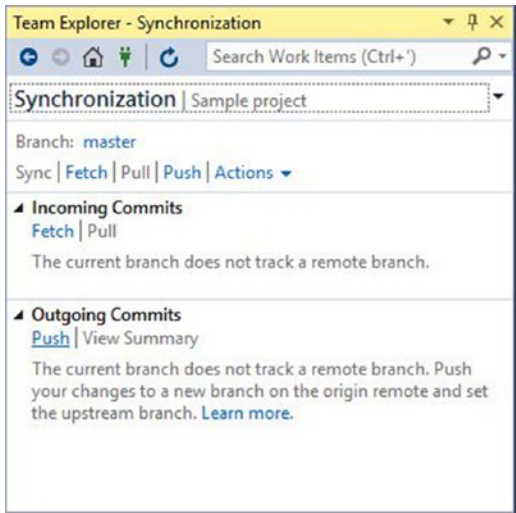 Team Explorer - Synchronization
Search Work Items (Ctrl+')
Synchronization | Sample project
Branch: master
Sync | Fetch | Pull | Push | Actions
Incoming Commits
Fetch | Pull
The current branch does not track a remote branch.
Outgoing Commits
Push | View Summary
The current branch does not track a remote branch. Push
your changes to a new branch on the origin remote and set
the upstream branch. Learn more.